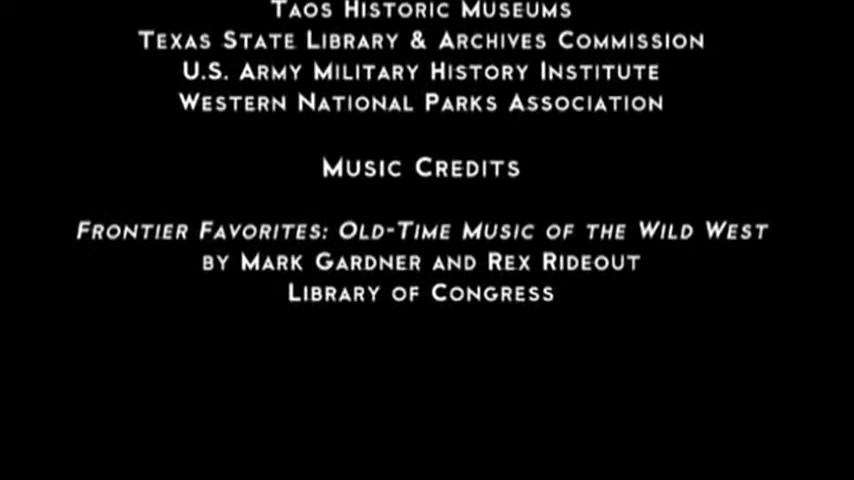 Taos Historic Museums
Texas State Library & Archives Commission
U.S. Army Military History Institute
Western National Parks Association
Music Credits
Frontier Favorites: Old-Time Music of the Wild West
by Mark Gardner and Rex Rideout
Library of Congress